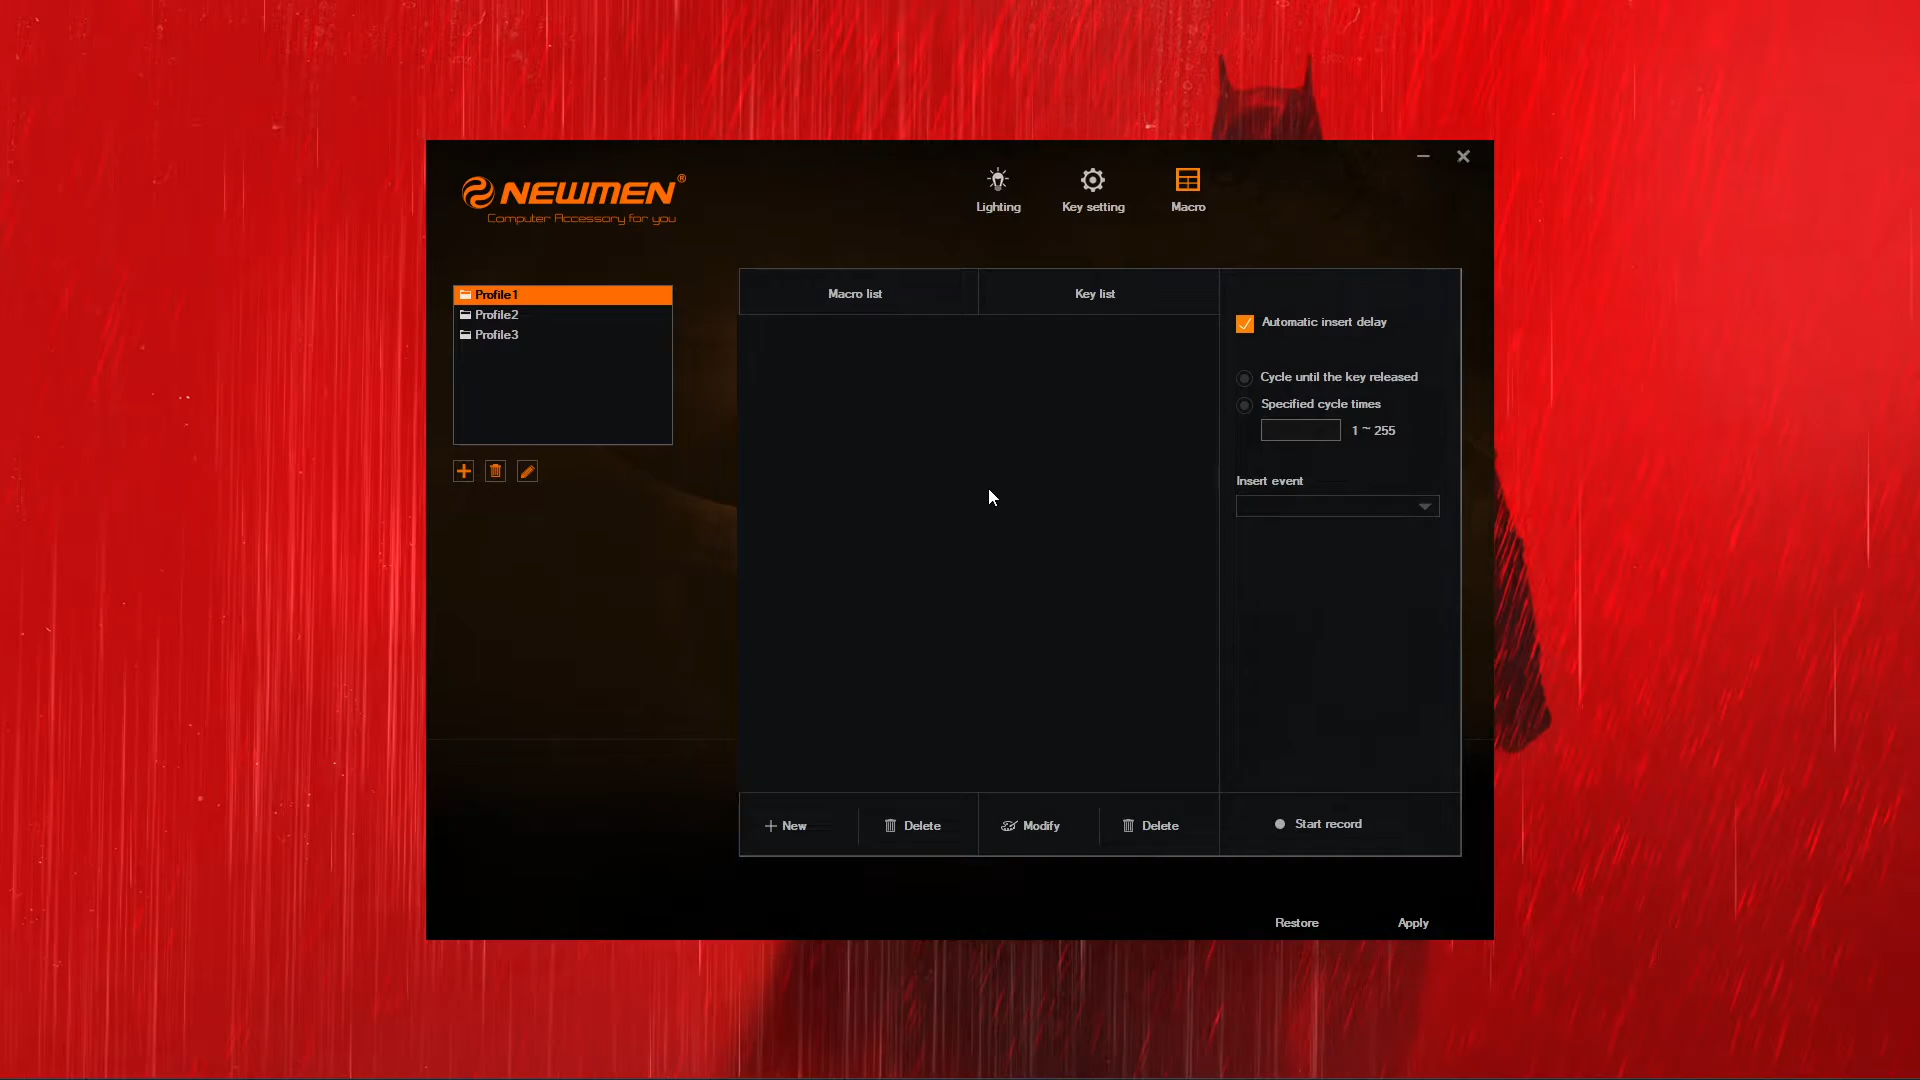 NEWMEN®
Computer Accessory for you
Lighting
Key setting
Macro
Profile1
Profile2
Profile3
Macro list
Key list
Automatic insert delay
Cycle until the key released
Specified cycle times
1 ~ 255
Insert event
New
Delete
Modify
Delete
Start record
Restore
Apply